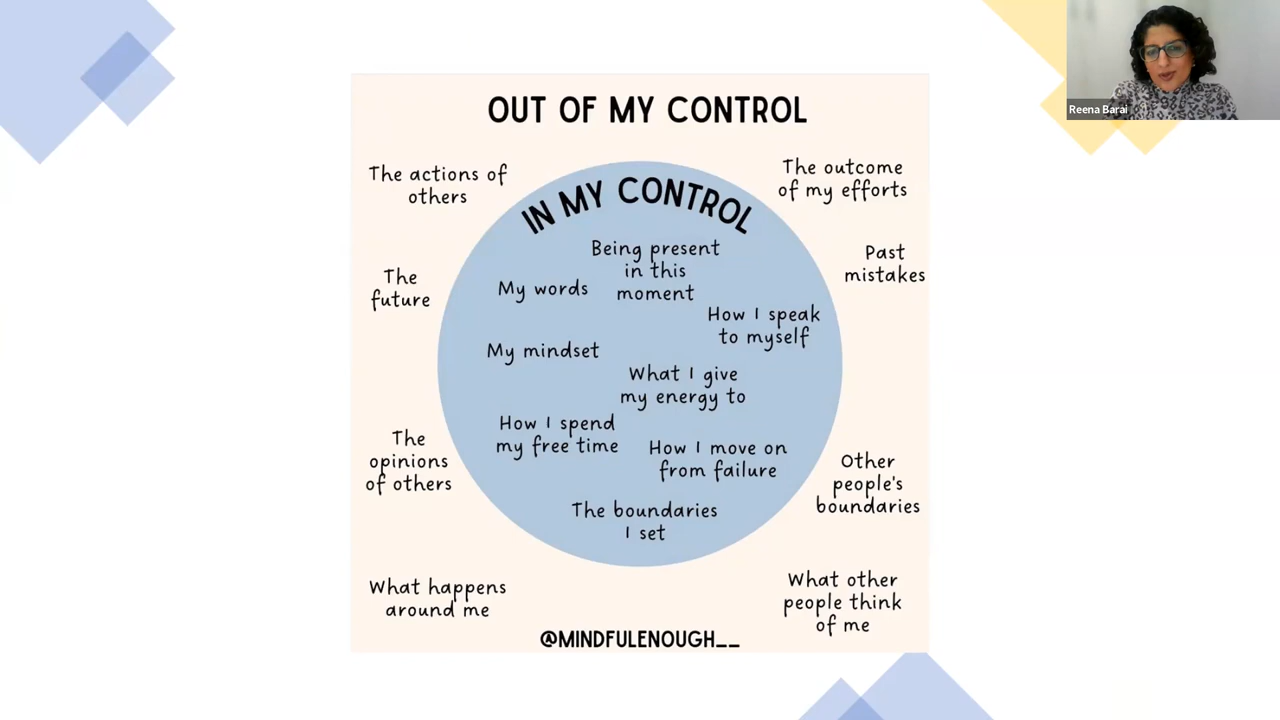 OUT OF MY CONTROL
The actions of
others
The outcome
of my efforts
The
future
Past
mistakes
The
opinions
of others
Other
people's
boundaries
What happens
around me
What other
people think
of me
IN MY CONTROL
Being present
in this
moment
My words
How I speak
to myself
My mindset
What I give
my energy to
How I spend
my free time
How I move on
from failure
The boundaries
I set
@MINDFULENOUGH__
Reena Barai